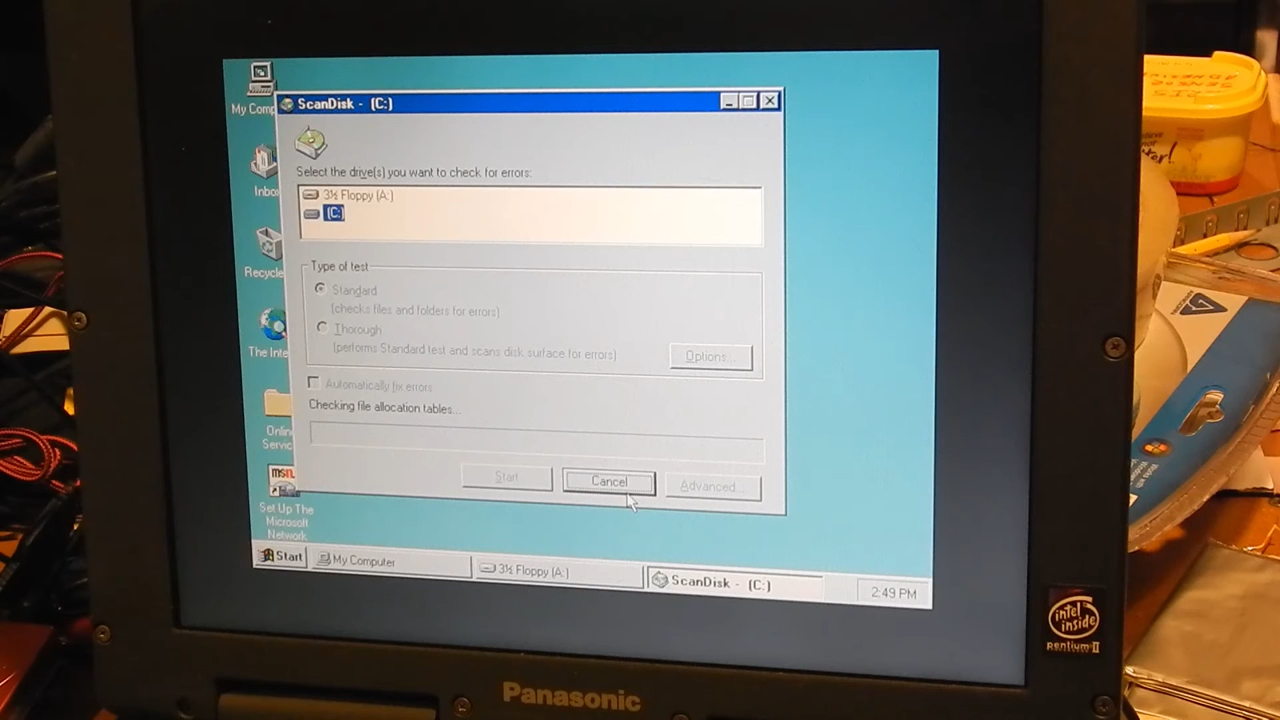 My Comp
ScanDisk - (C:)
Select the drive(s) you want to check for errors:
3½ Floppy (A:)
(C:)
Inbo
Recycle
The Inte
Onlin
Servic
msn
Set Up The
Microsoft
Network
Type of test
Standard
(checks files and folders for errors)
Thorough
(performs Standard test and scans disk surface for errors)
Options...
Automatically fix errors
Checking file allocation tables...
Start
Cancel
Advanced...
Start
My Computer
3½ Floppy (A:)
ScanDisk - (C:)
2:49 PM
intel
inside
pentium II
Panasonic